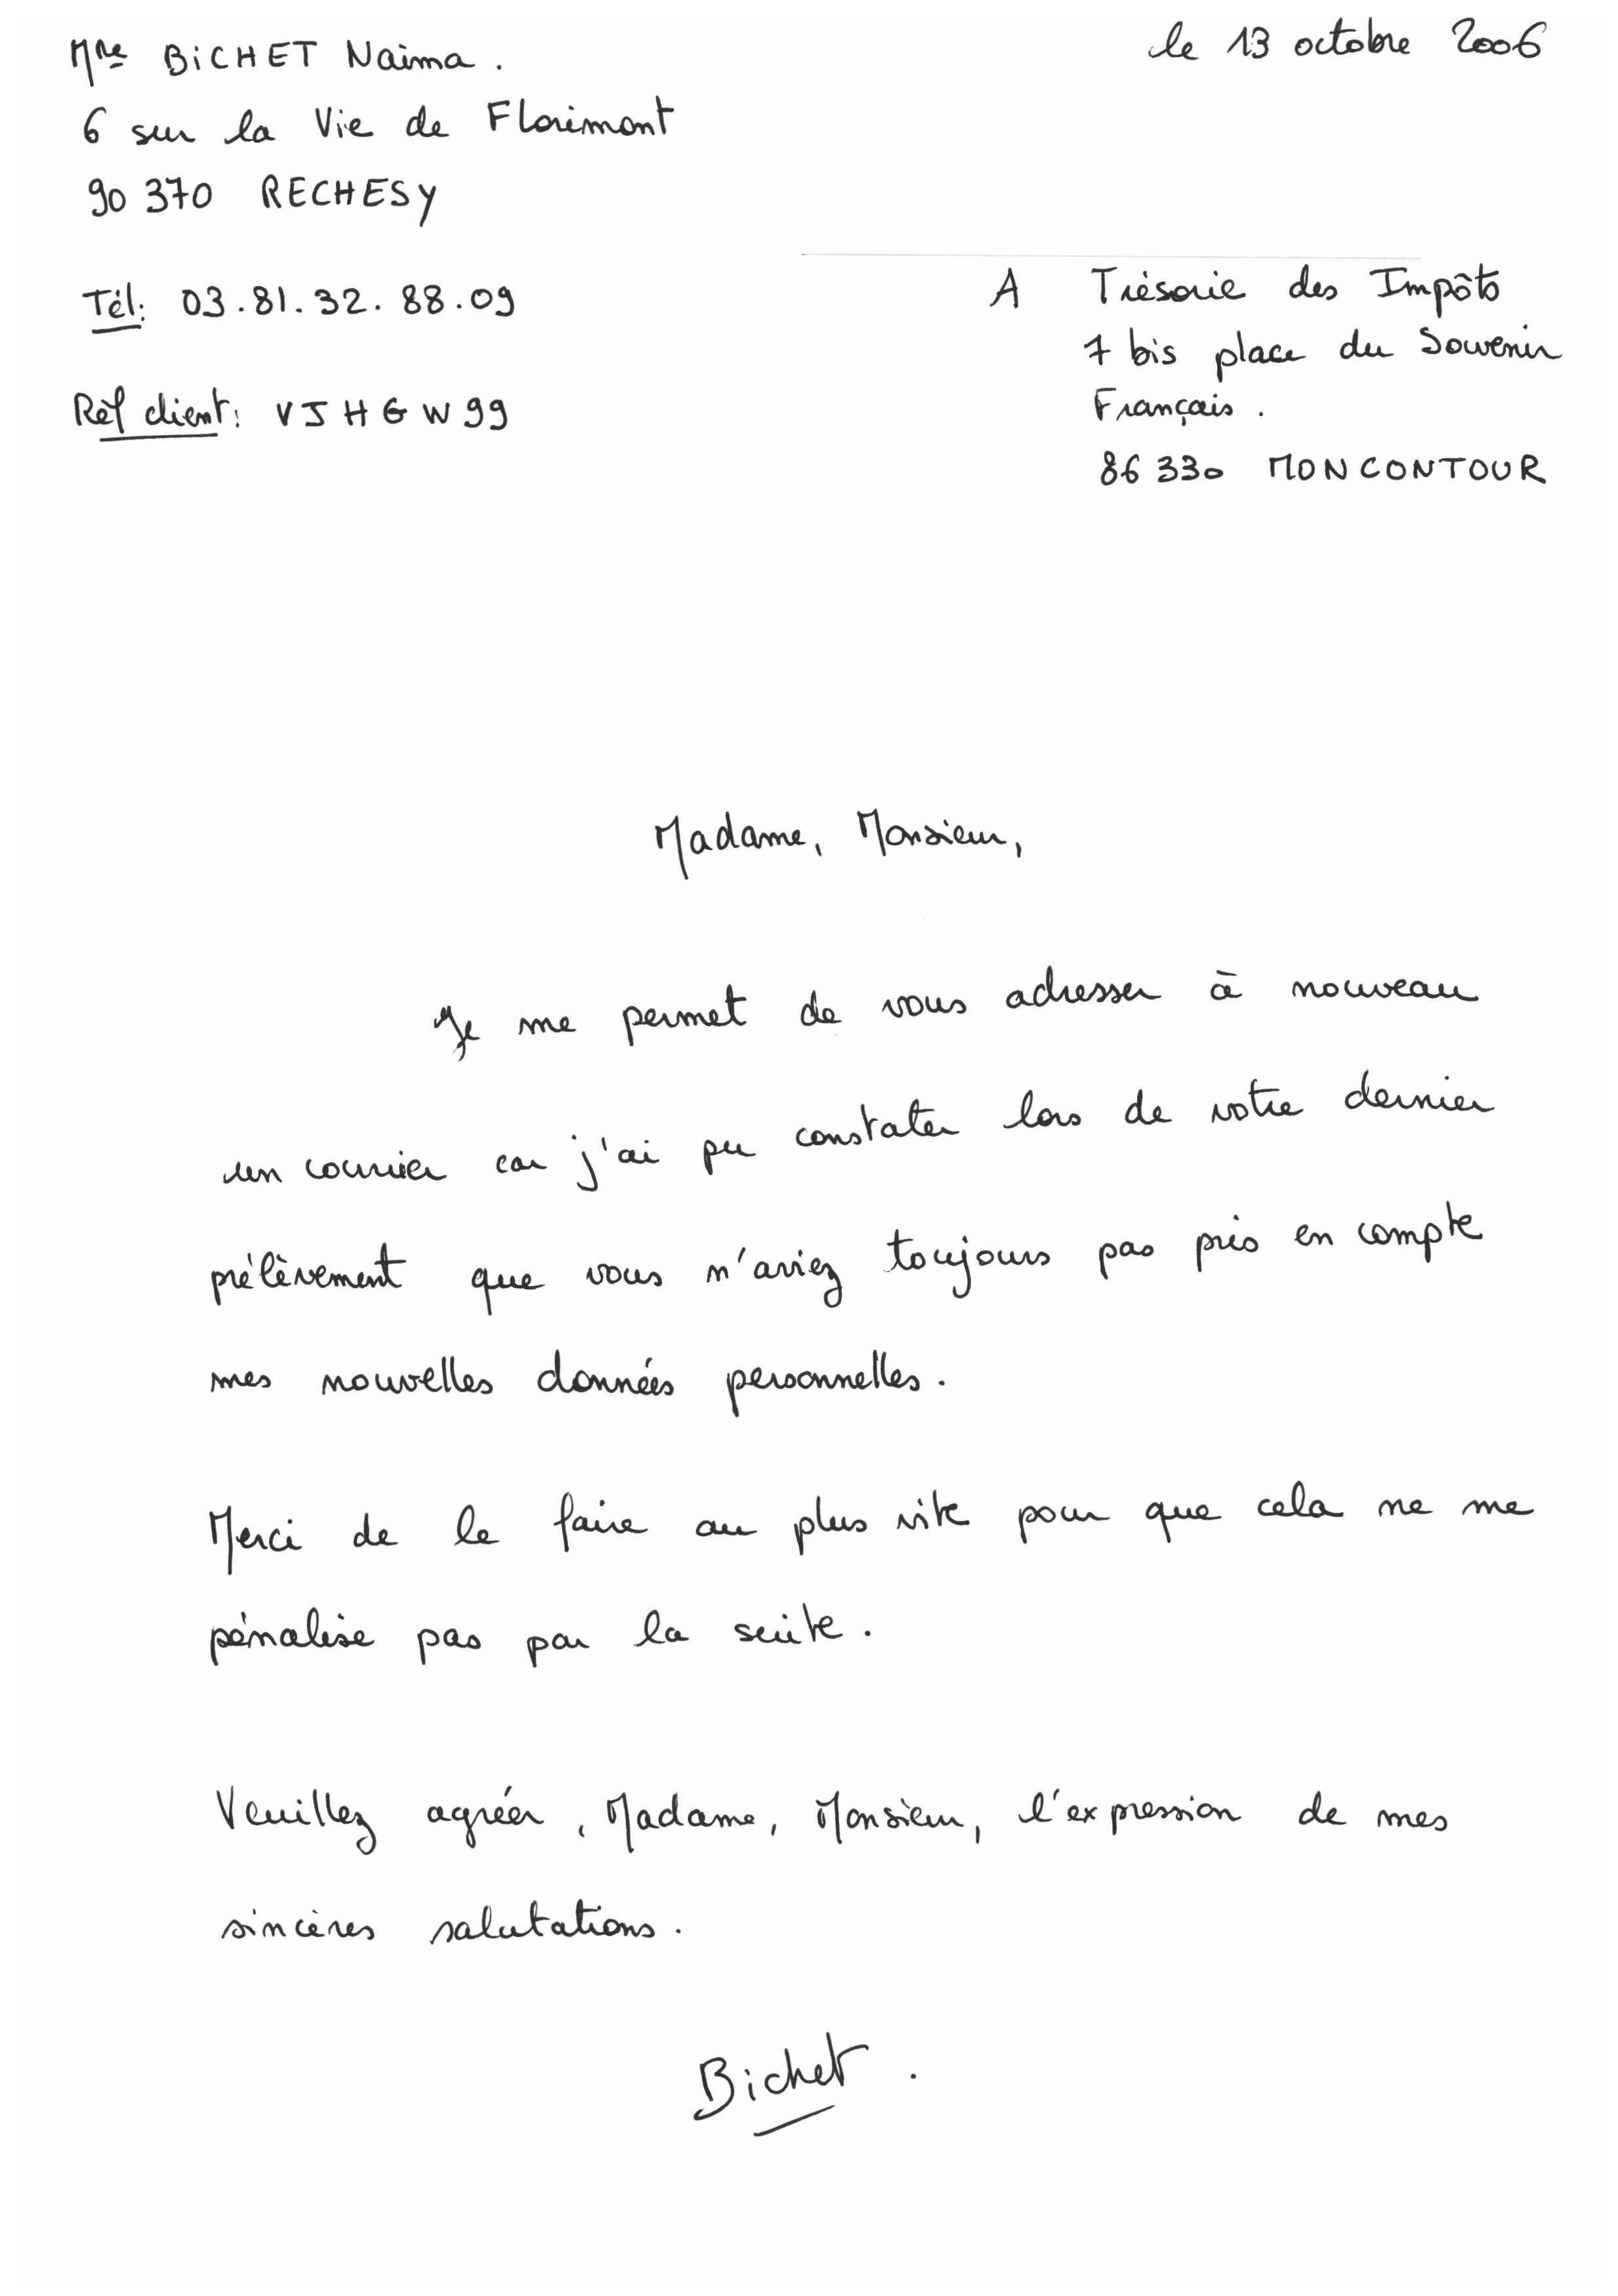 Mme BiCHET Naima.
le 13 octobre 2006
6 sur la Vie de Florimont
90 370 RECHESY
Tél: 03.81.32.88.09
Réf client: VJHGW99
A Trésorie des Impôts
7 bis place du Souvenir
Français.
86 330 MONCONTOUR
Madame, Monsieur,
Je me permet de vous adresser à nouveau
un courrier car j'ai pu constater lors de votre dernier
prélèvement que vous n'aviez toujours pas pris en compte
mes nouvelles données personnelles.
Merci de le faire au plus vite pour que cela ne me
pénalise pas par la suite.
Veuillez agréer, Madame, Monsieur, l'expression de mes
sincères salutations.
Bichet.